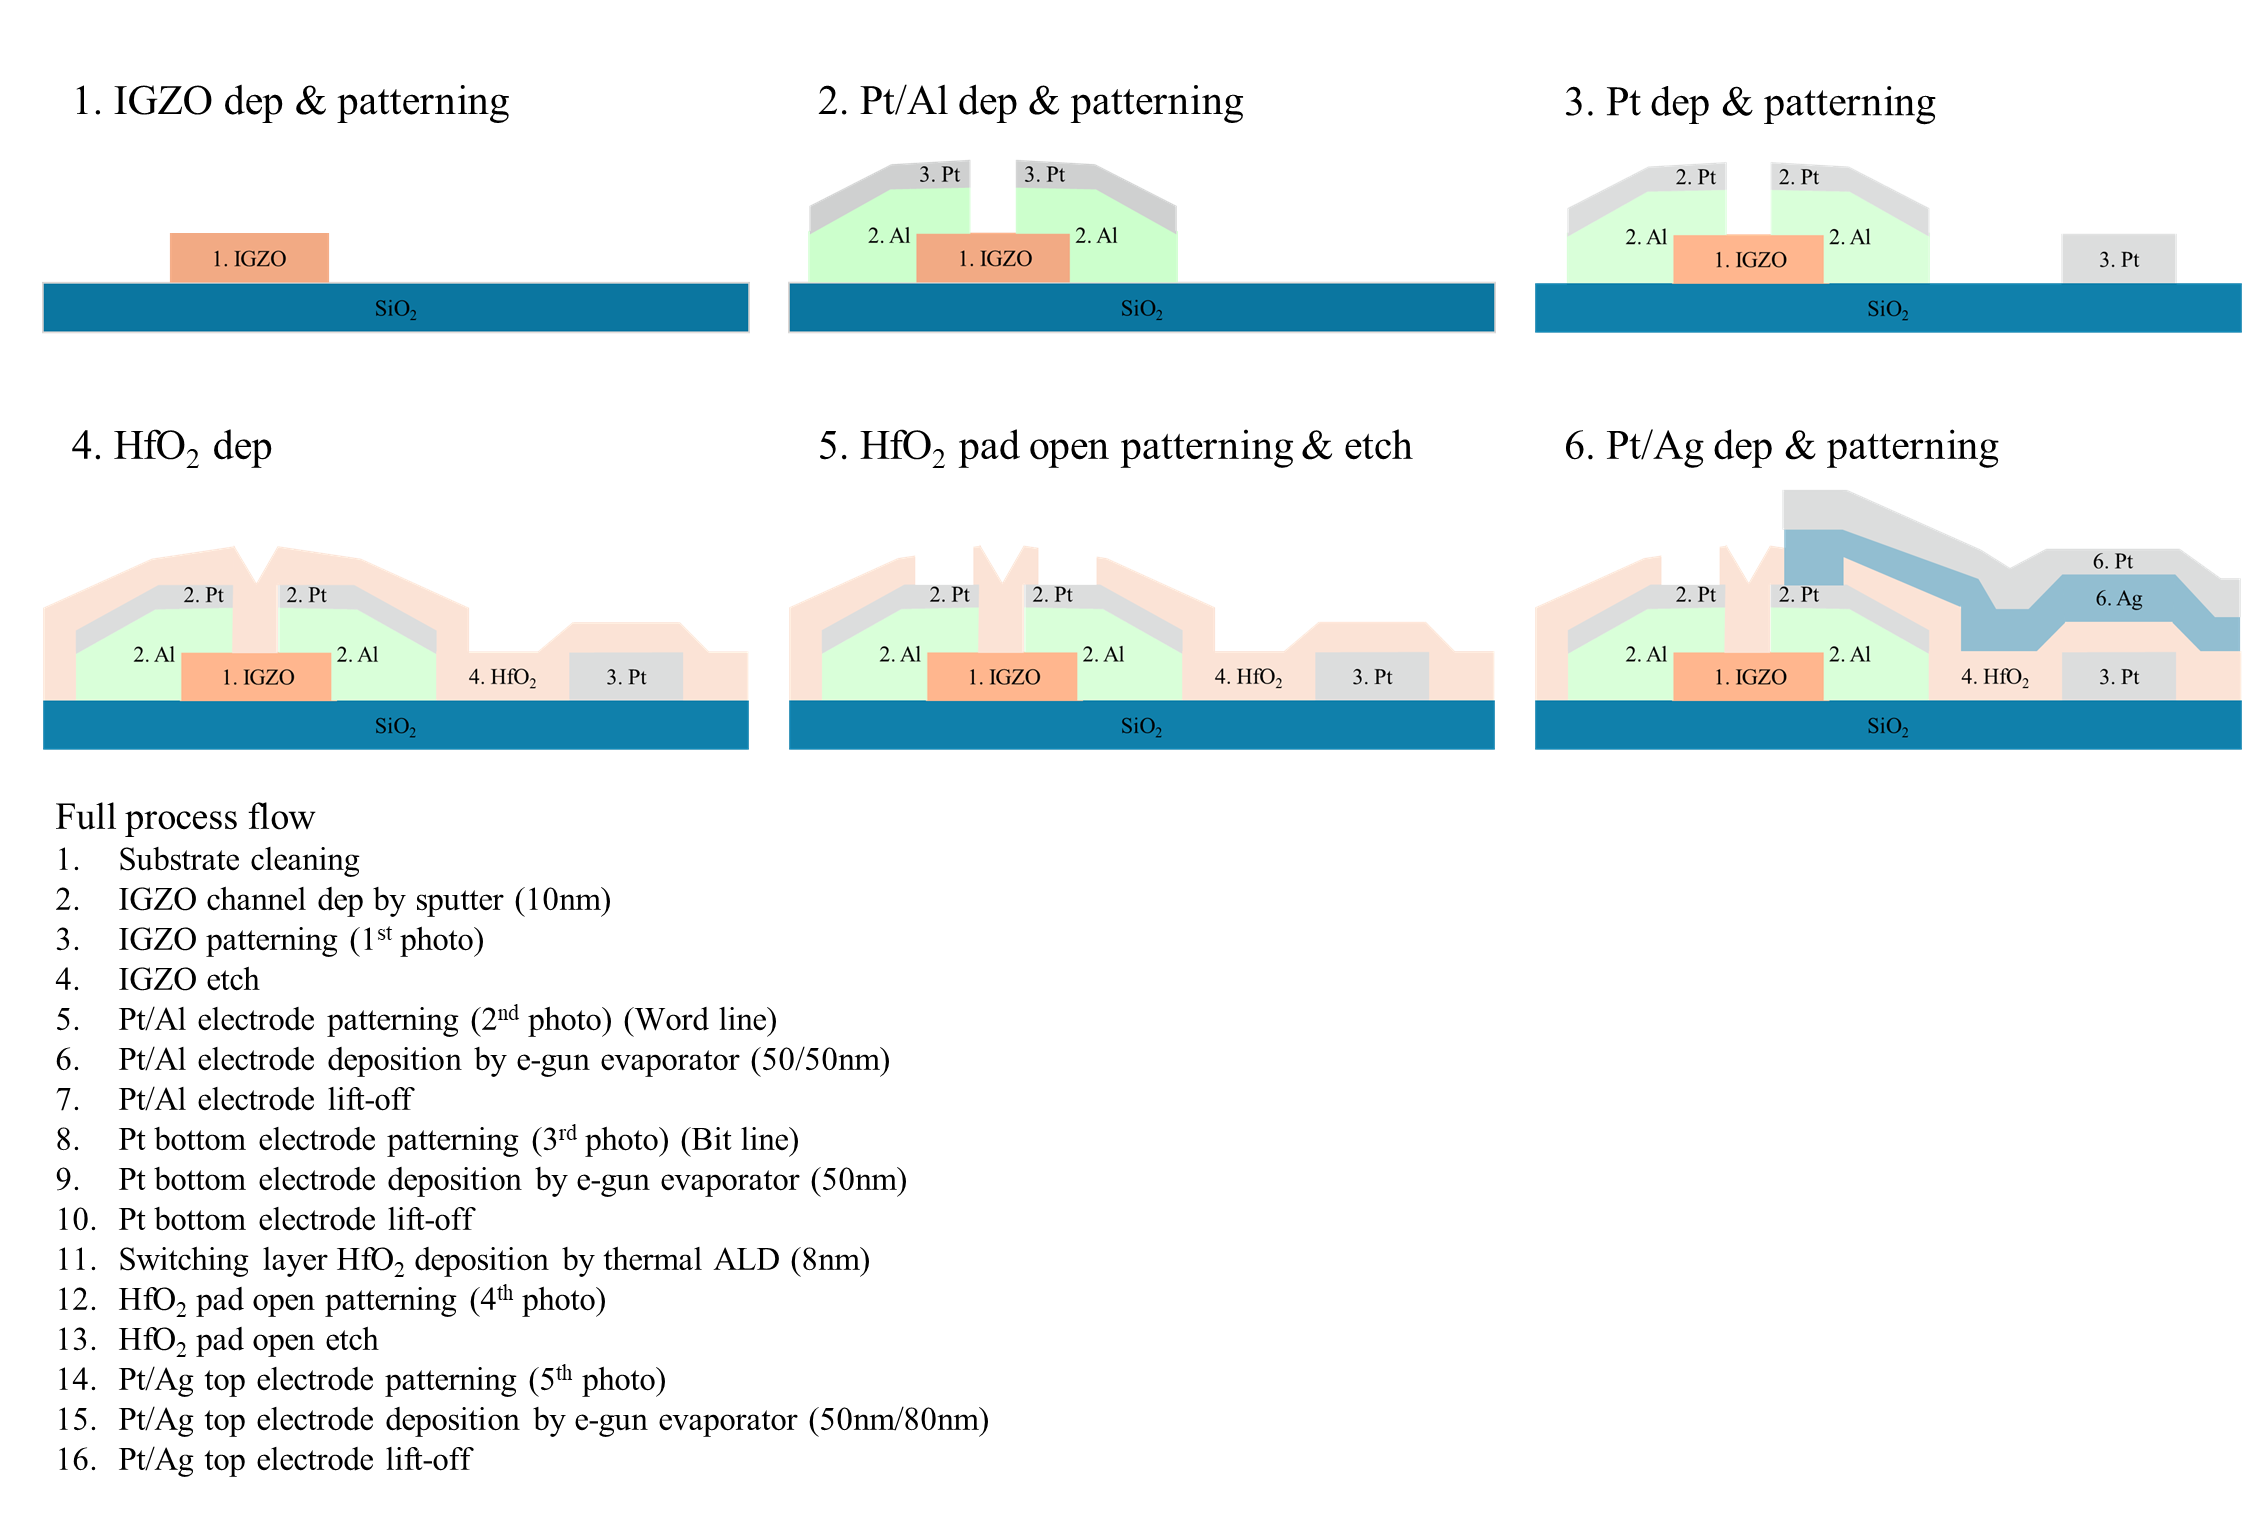 1. IGZO dep & patterning
1. IGZO
SiO₂
2. Pt/Al dep & patterning
3. Pt
3. Pt
2. Al
2. Al
1. IGZO
SiO₂
3. Pt dep & patterning
2. Pt
2. Pt
2. Al
2. Al
1. IGZO
3. Pt
SiO₂
4. HfO₂ dep
2. Pt
2. Pt
2. Al
2. Al
1. IGZO
4. HfO₂
3. Pt
SiO₂
5. HfO₂ pad open patterning & etch
2. Pt
2. Pt
2. Al
2. Al
1. IGZO
4. HfO₂
3. Pt
SiO₂
6. Pt/Ag dep & patterning
6. Pt
6. Ag
2. Pt
2. Pt
2. Al
2. Al
1. IGZO
4. HfO₂
3. Pt
SiO₂
Full process flow
1. Substrate cleaning
2. IGZO channel dep by sputter (10nm)
3. IGZO patterning (1st photo)
4. IGZO etch
5. Pt/Al electrode patterning (2nd photo) (Word line)
6. Pt/Al electrode deposition by e-gun evaporator (50/50nm)
7. Pt/Al electrode lift-off
8. Pt bottom electrode patterning (3rd photo) (Bit line)
9. Pt bottom electrode deposition by e-gun evaporator (50nm)
10. Pt bottom electrode lift-off
11. Switching layer HfO₂ deposition by thermal ALD (8nm)
12. HfO₂ pad open patterning (4th photo)
13. HfO₂ pad open etch
14. Pt/Ag top electrode patterning (5th photo)
15. Pt/Ag top electrode deposition by e-gun evaporator (50nm/80nm)
16. Pt/Ag top electrode lift-off